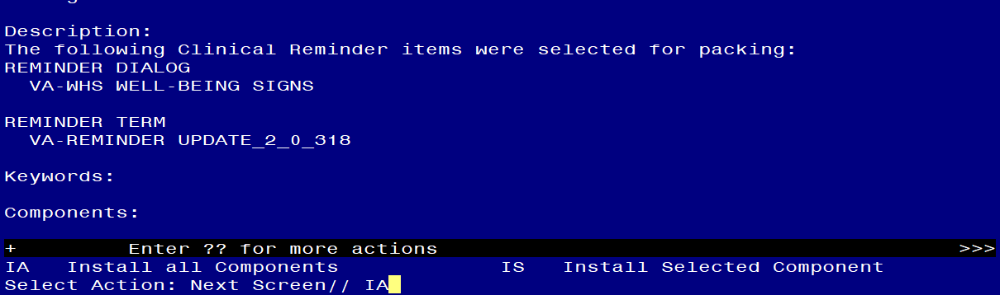 Description:
The following Clinical Reminder items were selected for packing:
REMINDER DIALOG
VA-WHS WELL-BEING SIGNS
REMINDER TERM
VA-REMINDER UPDATE_2_0_318
Keywords:
Components:
+ Enter ?? for more actions >>>
IA Install all Components IS Install Selected Component
Select Action: Next Screen// IA